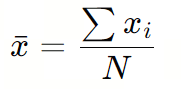 x̄ = ∑ xᵢ / N